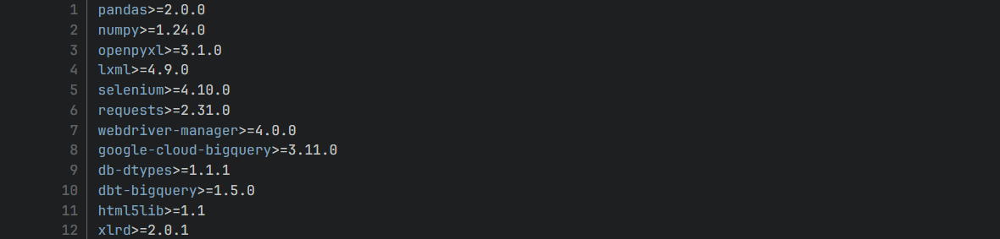 1 pandas>=2.0.0
2 numpy>=1.24.0
3 openpyxl>=3.1.0
4 lxml>=4.9.0
5 selenium>=4.10.0
6 requests>=2.31.0
7 webdriver-manager>=4.0.0
8 google-cloud-bigquery>=3.11.0
9 db-dtypes>=1.1.1
10 dbt-bigquery>=1.5.0
11 html5lib>=1.1
12 xlrd>=2.0.1